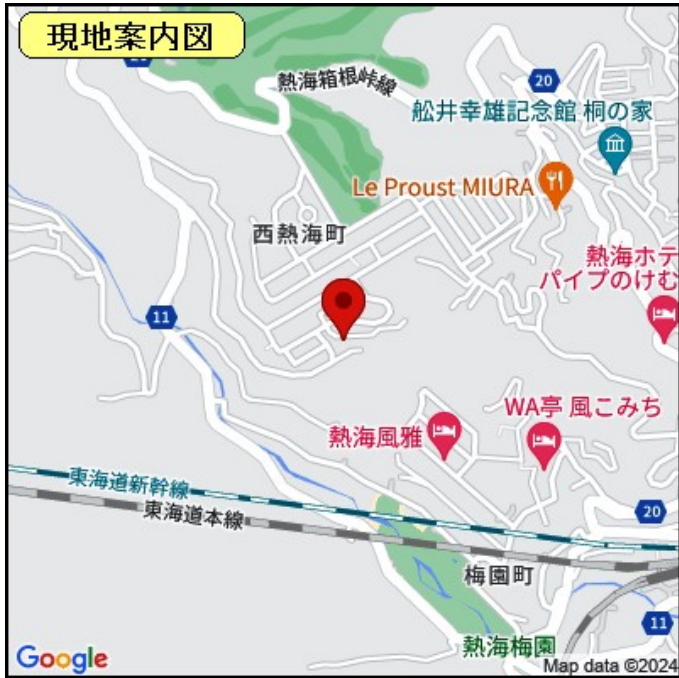 現地案内図
20
熱海箱根峠線
20
舩井幸雄記念館 桐の家
Le Proust MIURA
西熱海町
熱海ホテ
パイプのけむ
11
WA亭 風こみち
熱海風雅
東海道新幹線
東海道本線
20
梅園町
11
熱海梅園
Google
Map data ©2024